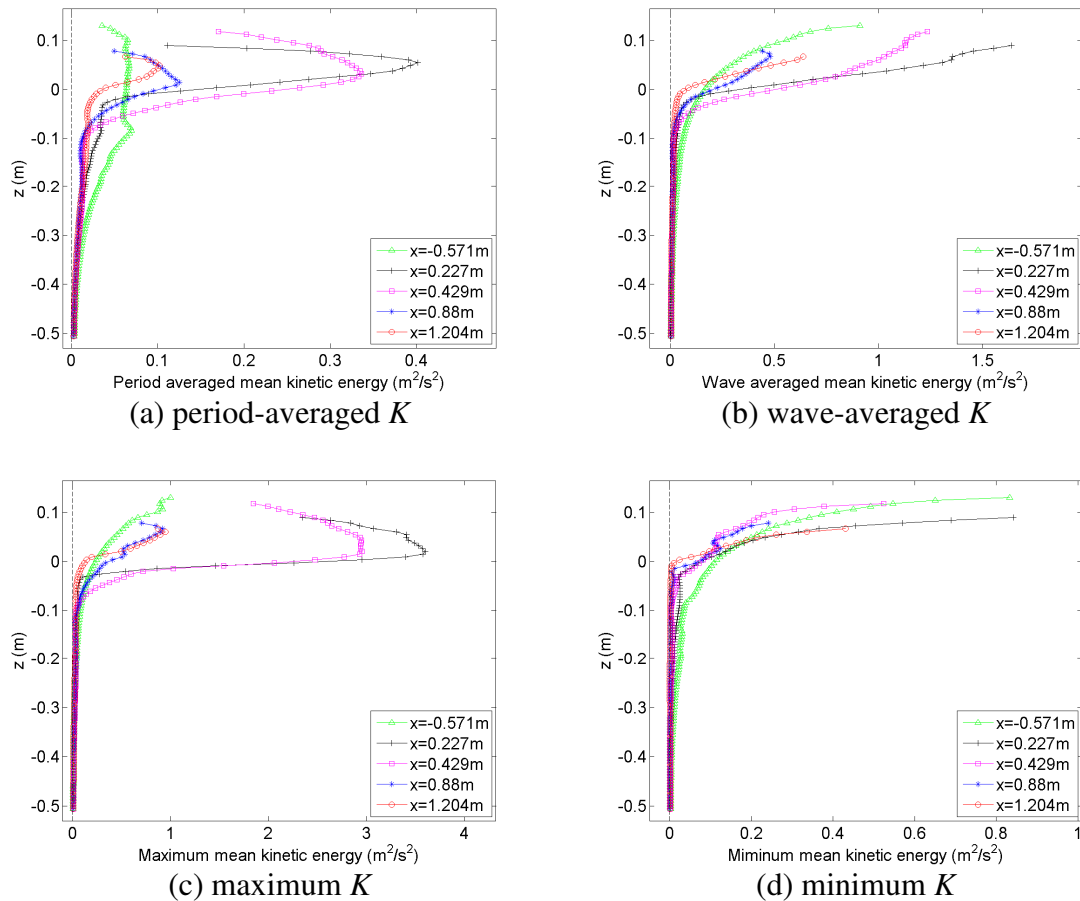 0.1
0
-0.1
-0.2
-0.3
-0.4
-0.5
z (m)
0
0.1
0.2
0.3
0.4
Period averaged mean kinetic energy (m²/s²)
x=-0.571m
x=0.227m
x=0.429m
x=0.88m
x=1.204m
(a) period-averaged K
0.1
0
-0.1
-0.2
-0.3
-0.4
-0.5
z (m)
0
0.5
1
1.5
Wave averaged mean kinetic energy (m²/s²)
x=-0.571m
x=0.227m
x=0.429m
x=0.88m
x=1.204m
(b) wave-averaged K
0.1
0
-0.1
-0.2
-0.3
-0.4
-0.5
z (m)
0
1
2
3
4
Maximum mean kinetic energy (m²/s²)
x=-0.571m
x=0.227m
x=0.429m
x=0.88m
x=1.204m
(c) maximum K
0.1
0
-0.1
-0.2
-0.3
-0.4
-0.5
z (m)
0
0.2
0.4
0.6
0.8
1
Miminum mean kinetic energy (m²/s²)
x=-0.571m
x=0.227m
x=0.429m
x=0.88m
x=1.204m
(d) minimum K